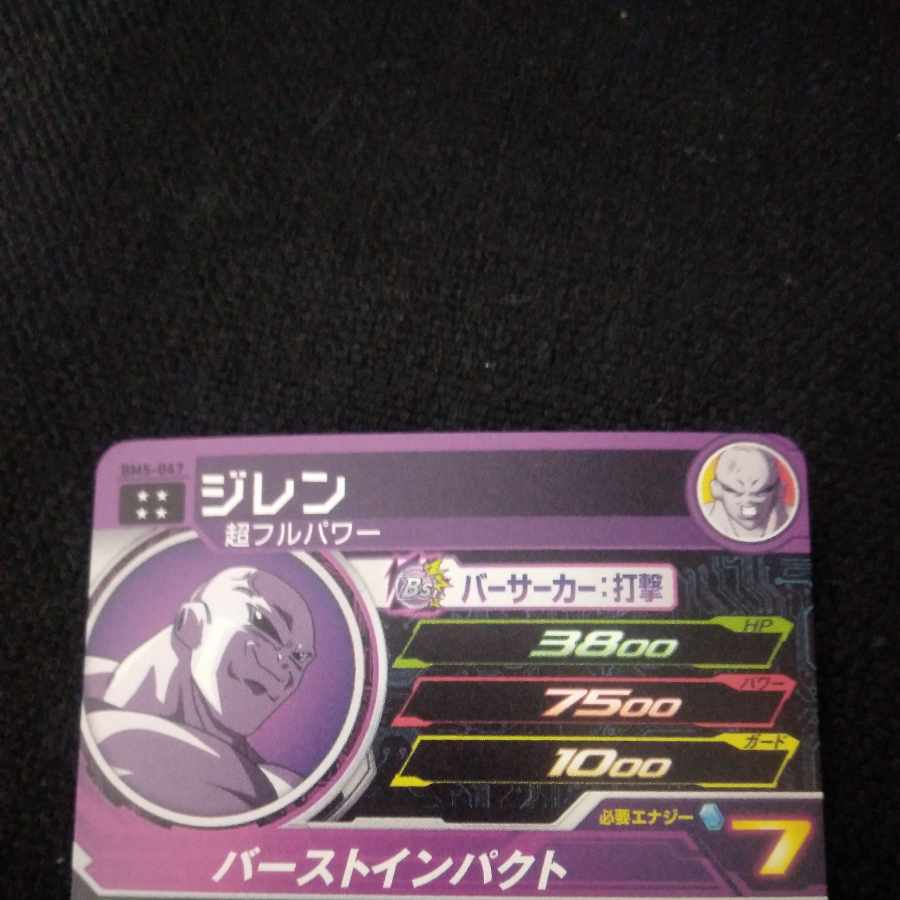 BM5-047
ジレン
超フルパワー
Bs
バーサーカー:打撃
HP
3800
パワー
7500
ガード
1000
必要エナジー 7
バーストインパクト